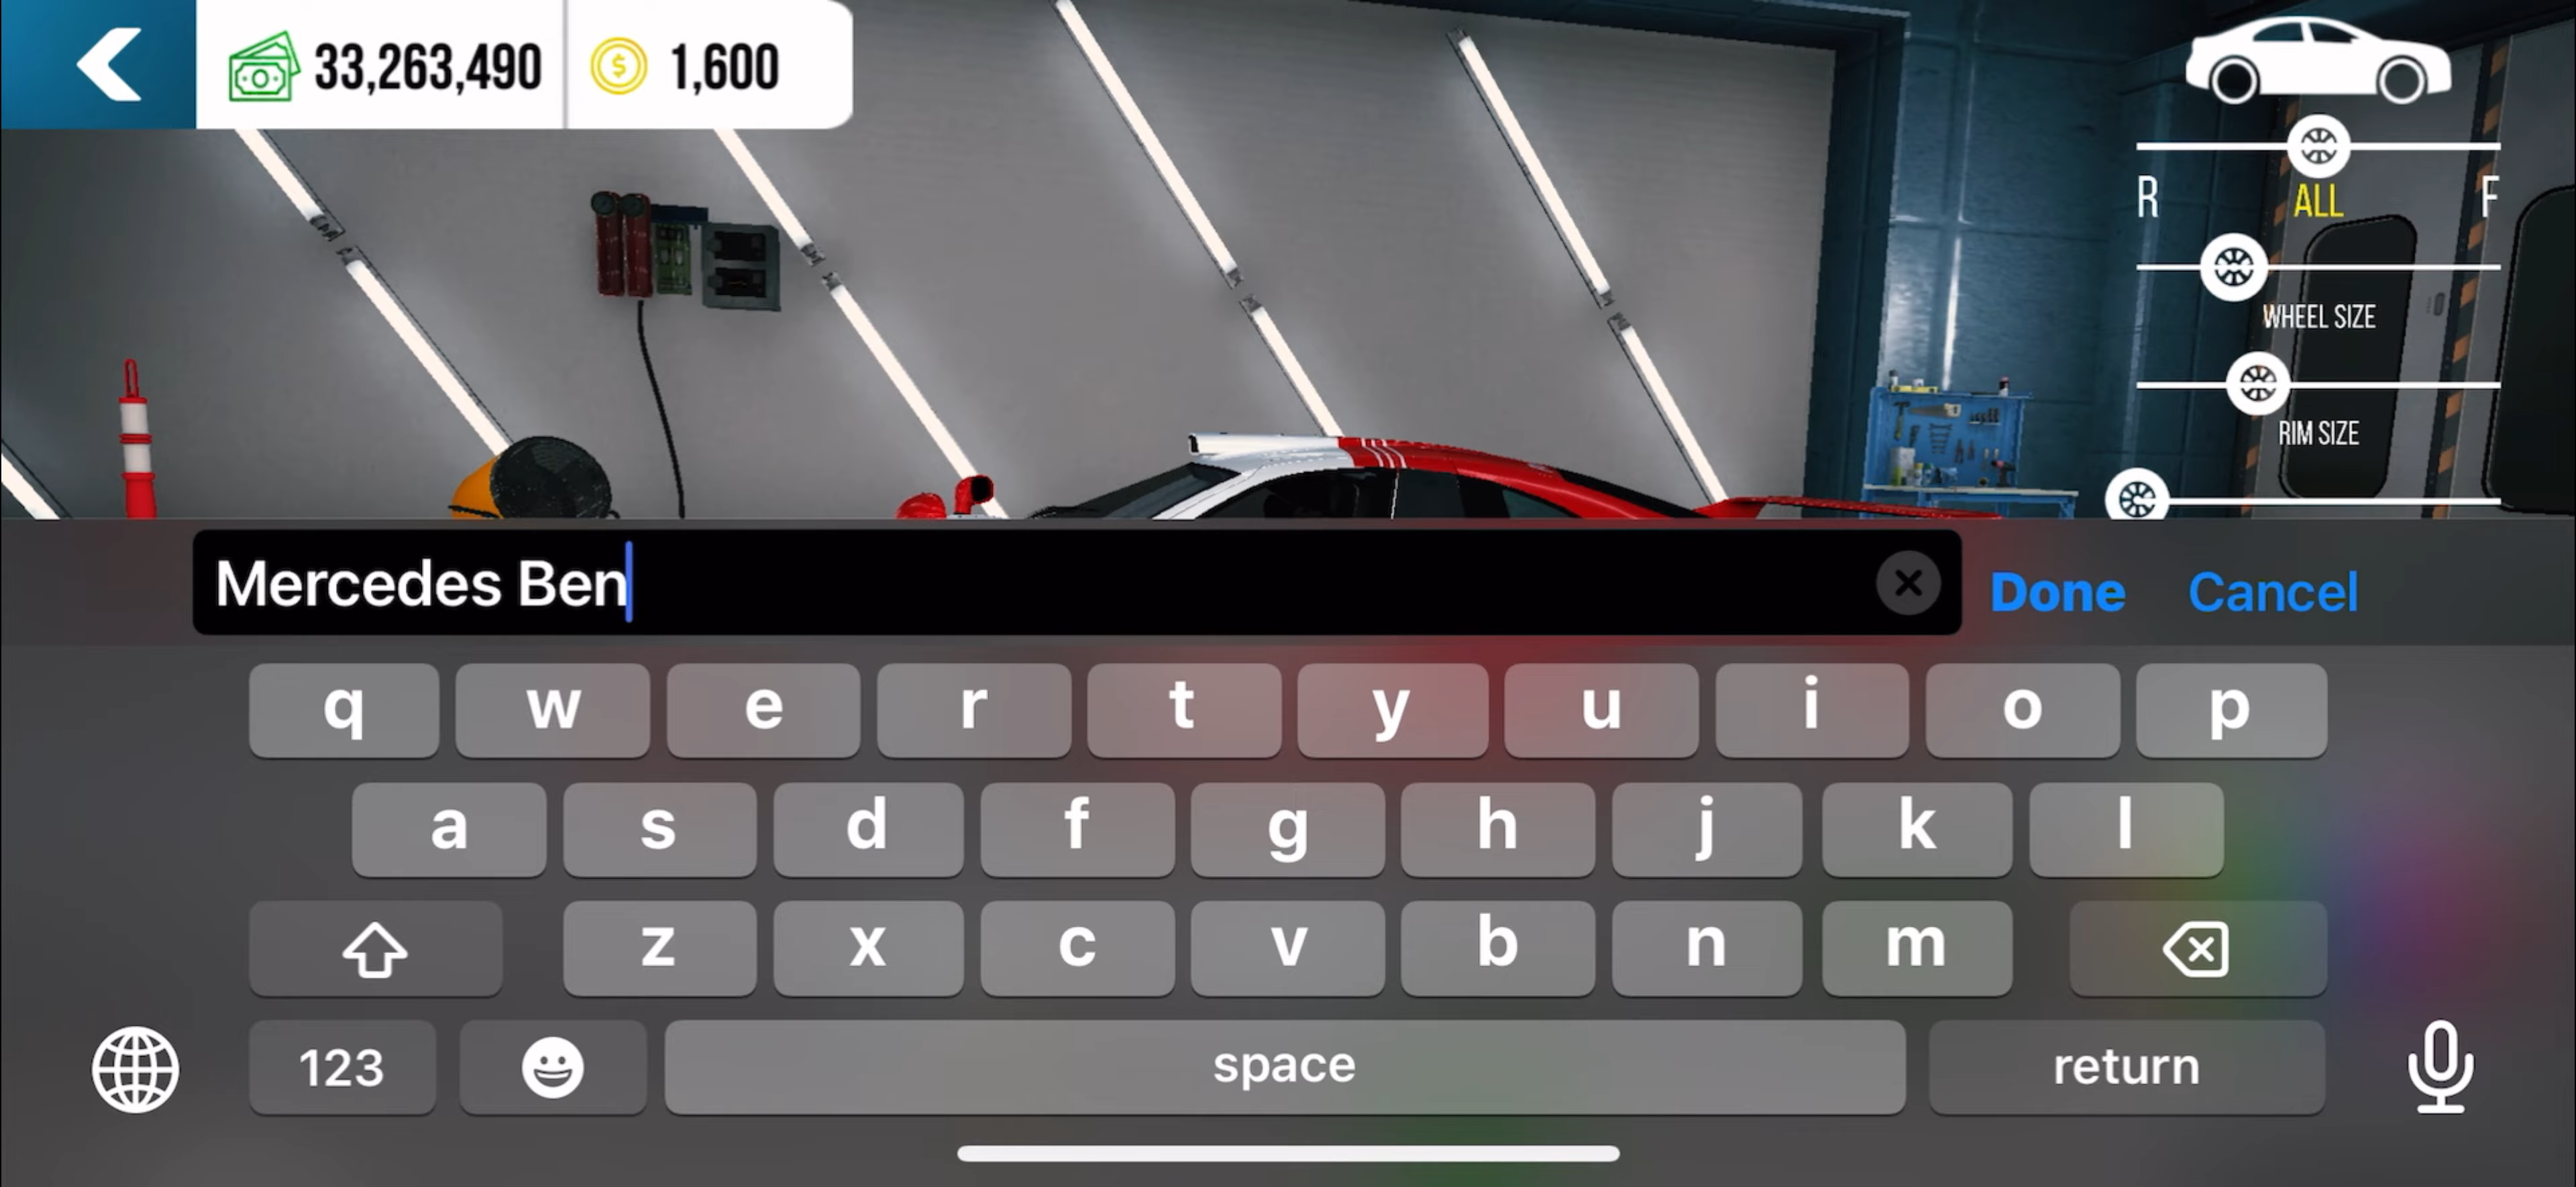 33,263,490 1,600
R ALL F
WHEEL SIZE
RIM SIZE
Mercedes Ben Done Cancel
q w e r t y u i o p
a s d f g h j k l
z x c v b n m
123 space return